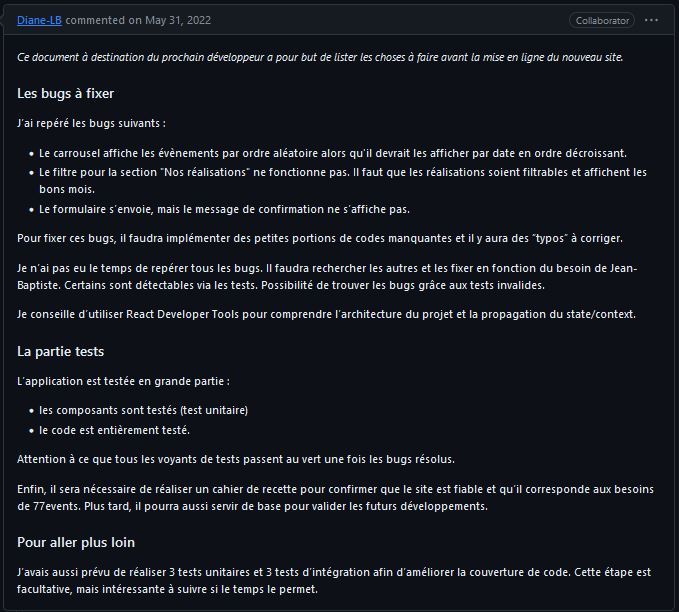 Diane-LB commented on May 31, 2022 Collaborator ...
Ce document à destination du prochain développeur a pour but de lister les choses à faire avant la mise en ligne du nouveau site.
Les bugs à fixer
J'ai repéré les bugs suivants :
• Le carrousel affiche les évènements par ordre aléatoire alors qu'il devrait les afficher par date en ordre décroissant.
• Le filtre pour la section "Nos réalisations" ne fonctionne pas. Il faut que les réalisations soient filtrables et affichent les
bons mois.
• Le formulaire s'envoie, mais le message de confirmation ne s'affiche pas.
Pour fixer ces bugs, il faudra implémenter des petites portions de codes manquantes et il y aura des "typos" à corriger.
Je n'ai pas eu le temps de repérer tous les bugs. Il faudra rechercher les autres et les fixer en fonction du besoin de Jean-
Baptiste. Certains sont détectables via les tests. Possibilité de trouver les bugs grâce aux tests invalides.
Je conseille d'utiliser React Developer Tools pour comprendre l'architecture du projet et la propagation du state/context.
La partie tests
L'application est testée en grande partie :
• les composants sont testés (test unitaire)
• le code est entièrement testé.
Attention à ce que tous les voyants de tests passent au vert une fois les bugs résolus.
Enfin, il sera nécessaire de réaliser un cahier de recette pour confirmer que le site est fiable et qu'il corresponde aux besoins
de 77events. Plus tard, il pourra aussi servir de base pour valider les futurs développements.
Pour aller plus loin
J'avais aussi prévu de réaliser 3 tests unitaires et 3 tests d'intégration afin d'améliorer la couverture de code. Cette étape est
facultative, mais intéressante à suivre si le temps le permet.